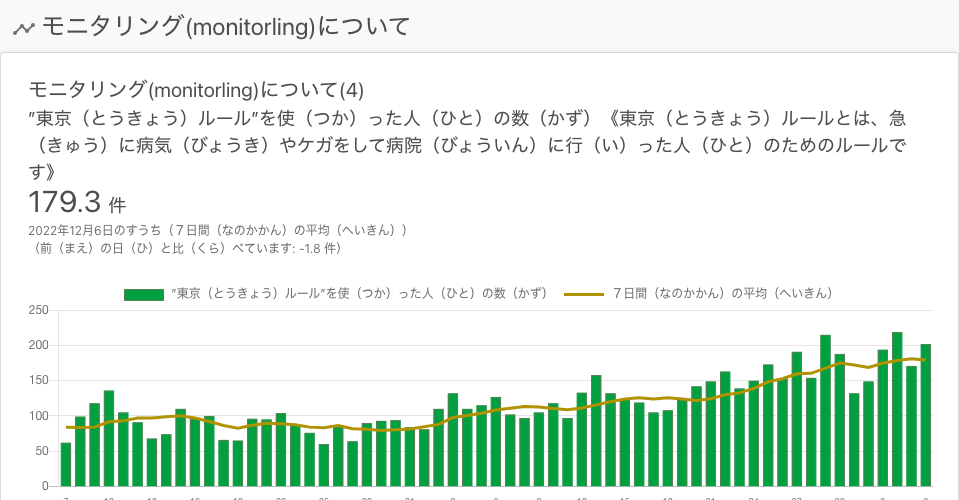 モニタリング(monitorling)について
モニタリング(monitorling)について(4)
”東京（とうきょう）ルール”を使（つか）った人（ひと）の数（かず）《東京（とうきょう）ルールとは、急
（きゅう）に病気（びょうき）やケガをして病院（びょういん）に行（い）った人（ひと）のためのルールで
す》
179.3 件
2022年12月6日のすうち（７日間（なのかかん）の平均（へいきん））
（前（まえ）の日（ひ）と比（くら）べています: -1.8 件）
”東京（とうきょう）ルール”を使（つか）った人（ひと）の数（かず） ７日間（なのかかん）の平均（へいきん）
250
200
150
100
50
0